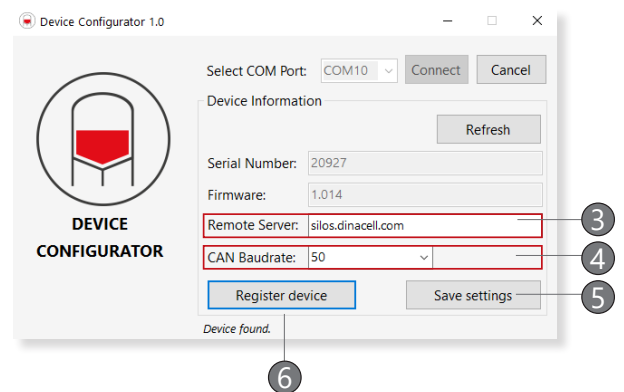 Device Configurator 1.0
Select COM Port: COM10 Connect Cancel
Device Information
Refresh
Serial Number: 20927
Firmware: 1.014
Remote Server: silos.dinacell.com 3
CAN Baudrate: 50 4
DEVICE
CONFIGURATOR
Register device Save settings 5
Device found.
6